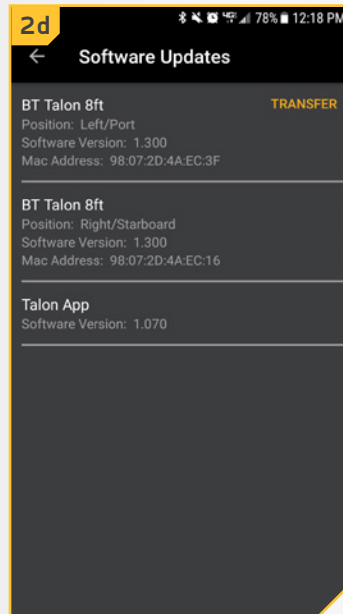 2d
78% 12:18 PM
Software Updates
BT Talon 8ft TRANSFER
Position: Left/Port
Software Version: 1.300
Mac Address: 98:07:2D:4A:EC:3F
BT Talon 8ft
Position: Right/Starboard
Software Version: 1.300
Mac Address: 98:07:2D:4A:EC:16
Talon App
Software Version: 1.070